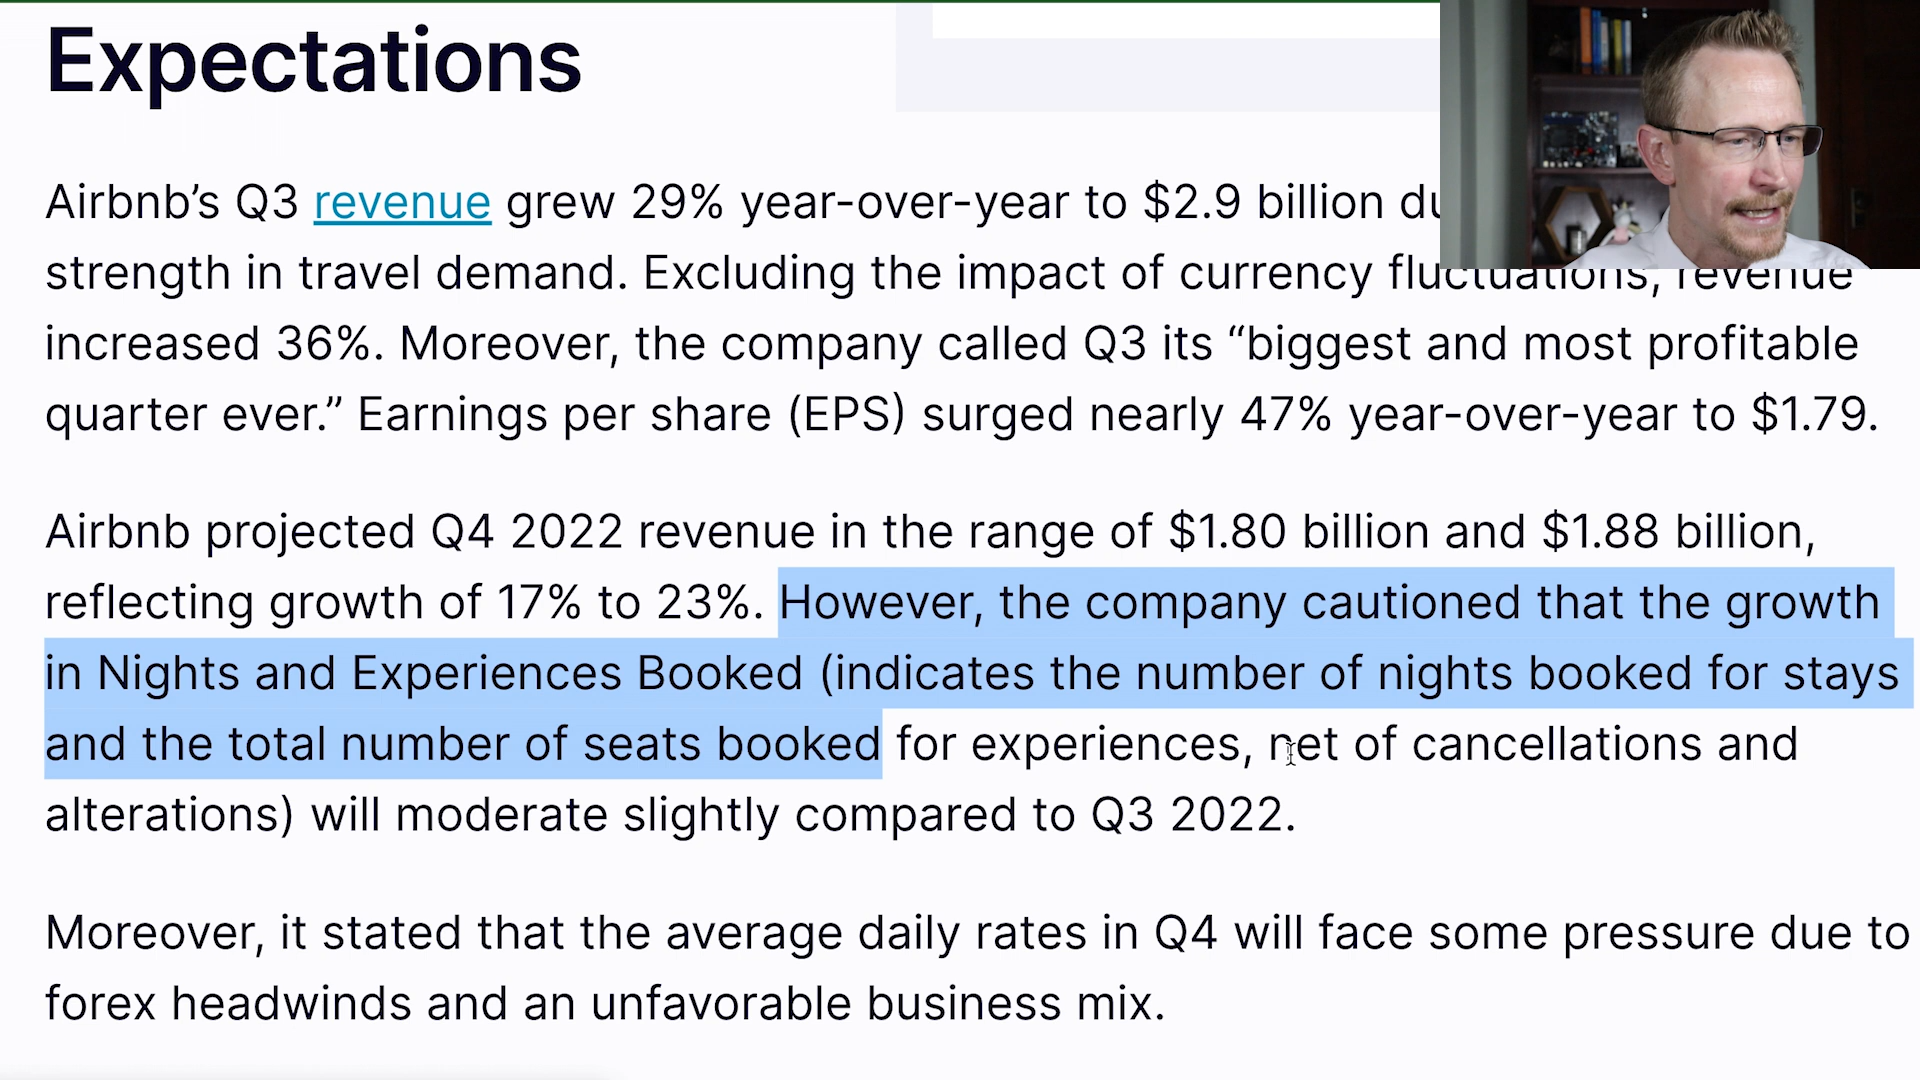 Expectations
Airbnb’s Q3 revenue grew 29% year-over-year to $2.9 billion
strength in travel demand. Excluding the impact of currency fluctuations, revenue
increased 36%. Moreover, the company called Q3 its “biggest and most profitable
quarter ever.” Earnings per share (EPS) surged nearly 47% year-over-year to $1.79.
Airbnb projected Q4 2022 revenue in the range of $1.80 billion and $1.88 billion,
reflecting growth of 17% to 23%. However, the company cautioned that the growth
in Nights and Experiences Booked (indicates the number of nights booked for stays
and the total number of seats booked for experiences, net of cancellations and
alterations) will moderate slightly compared to Q3 2022.
Moreover, it stated that the average daily rates in Q4 will face some pressure due to
forex headwinds and an unfavorable business mix.